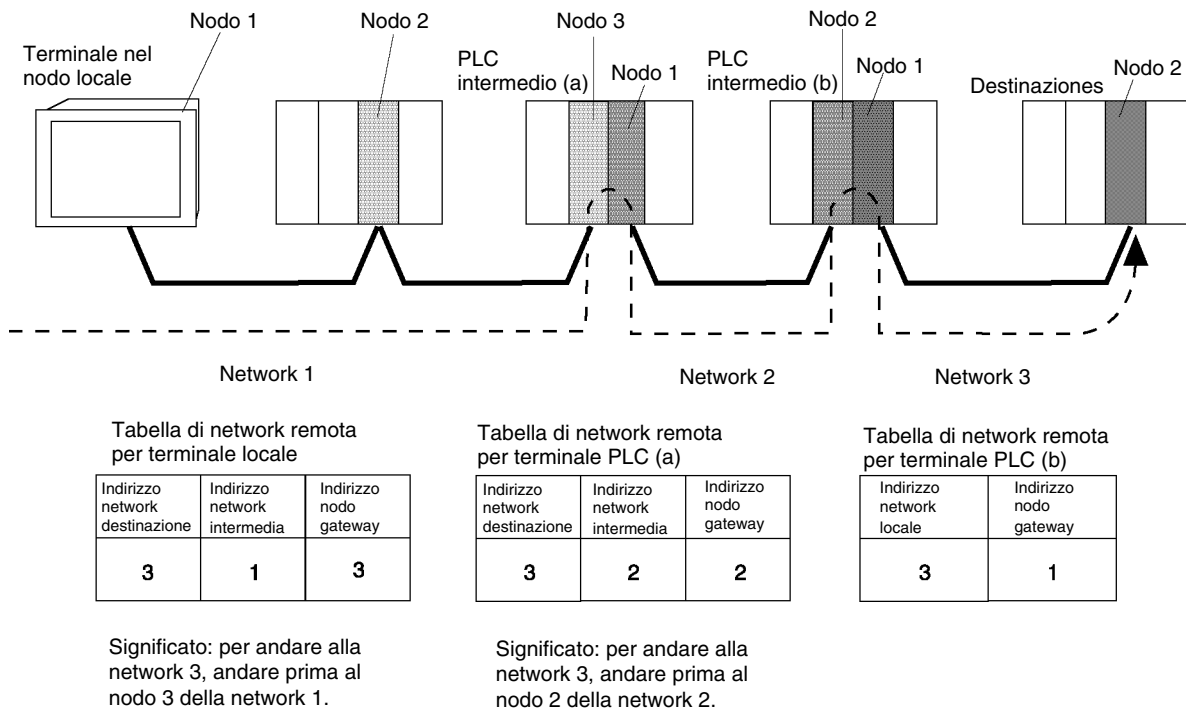 Nodo 1
Nodo 2
Nodo 3
Nodo 2
Terminale nel
nodo locale
PLC
intermedio (a)
Nodo 1
PLC
intermedio (b)
Nodo 1
Destinazioni
Nodo 2
Network 1
Network 2
Network 3
Tabella di network remota
per terminale locale
Indirizzo
network
destinazione
Indirizzo
network
intermedia
Indirizzo
nodo
gateway
3
1
3
Significato: per andare alla
network 3, andare prima al
nodo 3 della network 1.
Tabella di network remota
per terminale PLC (a)
Indirizzo
network
destinazione
Indirizzo
network
intermedia
Indirizzo
nodo
gateway
3
2
2
Significato: per andare alla
network 3, andare prima al
nodo 2 della network 2.
Tabella di network remota
per terminale PLC (b)
Indirizzo
network
locale
Indirizzo
nodo
gateway
3
1